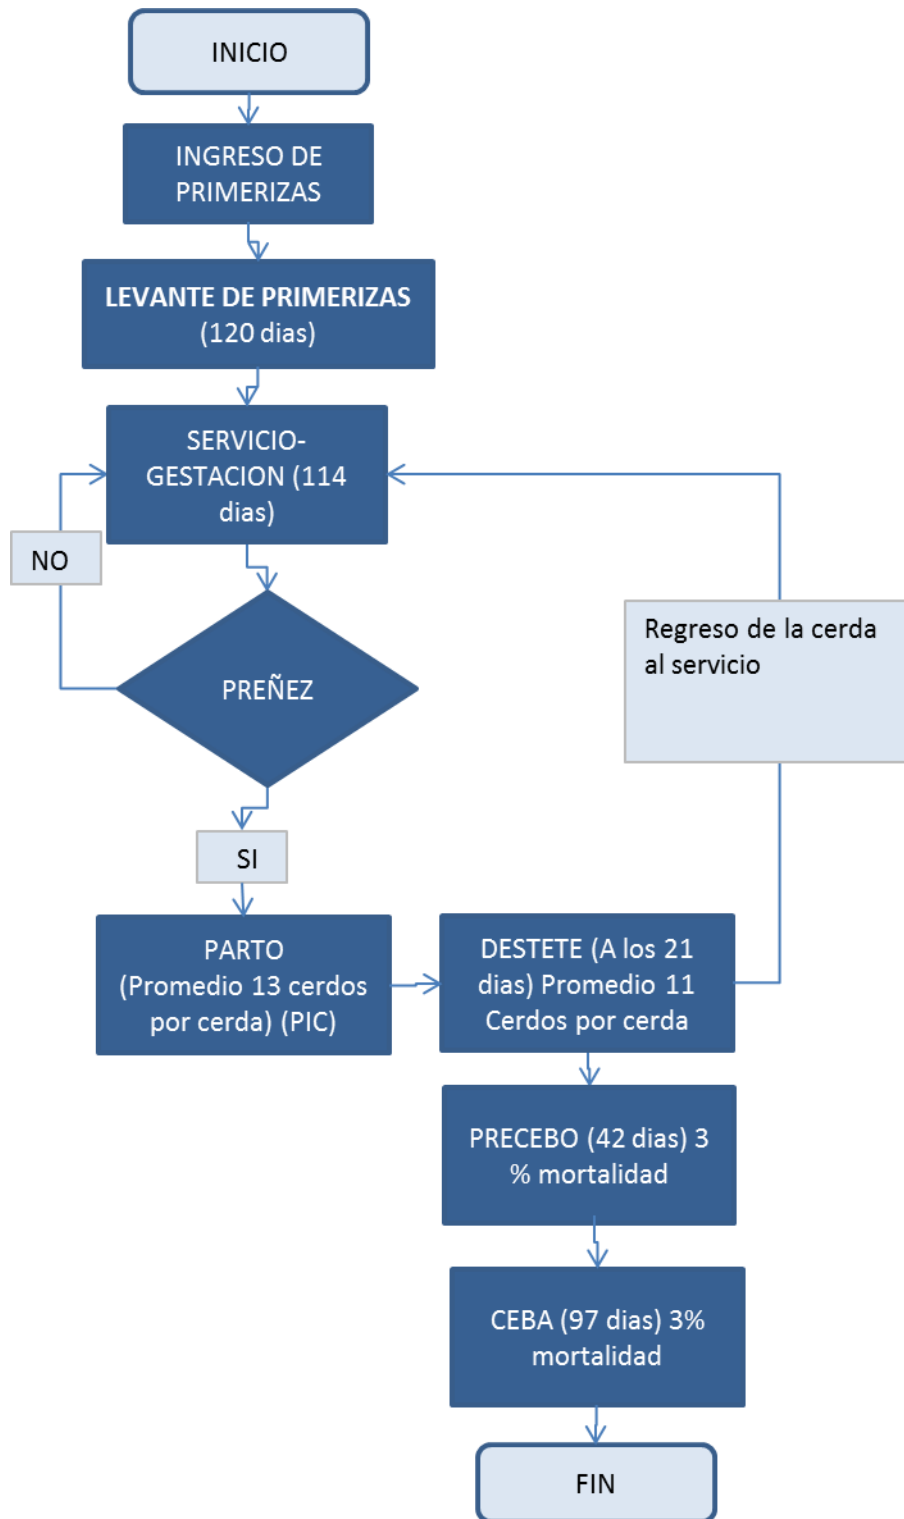 INICIO
INGRESO DE
PRIMERIZAS
LEVANTE DE PRIMERIZAS
(120 dias)
SERVICIO-
GESTACION (114
dias)
NO
PREÑEZ
Regreso de la cerda
al servicio
SI
PARTO
(Promedio 13 cerdos
por cerda) (PIC)
DESTETE (A los 21
dias) Promedio 11
Cerdos por cerda
PRECEBO (42 dias) 3
% mortalidad
CEBA (97 dias) 3%
mortalidad
FIN